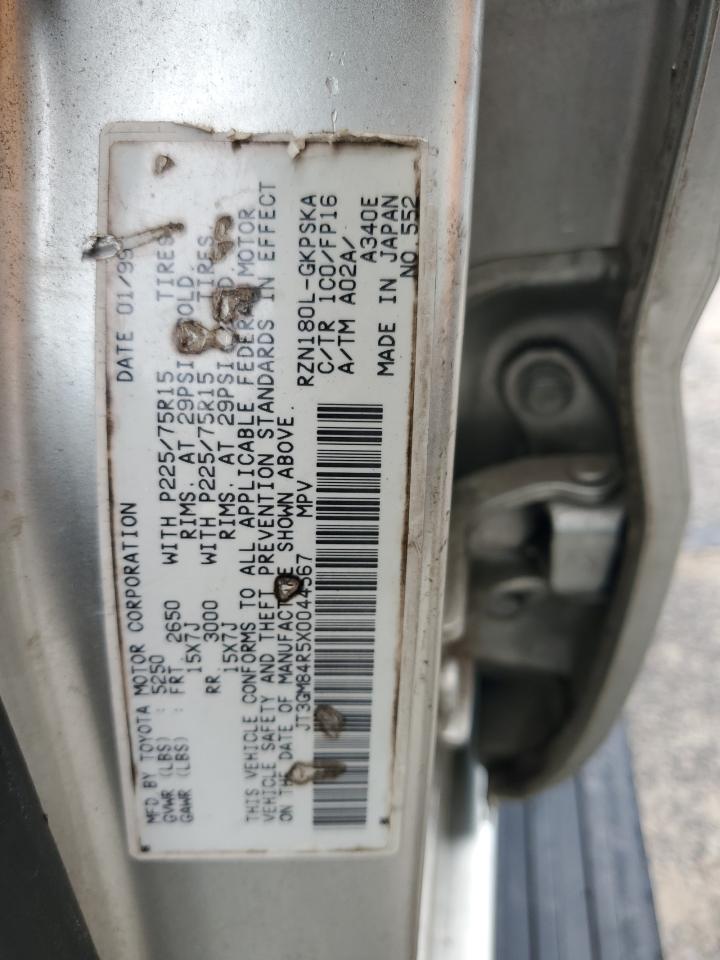 MFD BY TOYOTA MOTOR CORPORATION DATE 01/99
GVWR (LBS) : 5250
GAWR (LBS) : FRT 2650 WITH P225/75R15 TIRES,
15X7J RIMS, AT 29PSI COLD.
RR 3000 WITH P225/75R15 TIRES,
15X7J RIMS, AT 29PSI
THIS VEHICLE CONFORMS TO ALL APPLICABLE FEDERAL MOTOR
VEHICLE SAFETY AND THEFT PREVENTION STANDARDS IN EFFECT
ON THE DATE OF MANUFACTURE SHOWN ABOVE.
JT3GM84R5X0044567 MPV RZN180L-GKPSKA
C/TR 1C0/FP16
A/TM A02A/
A340E
MADE IN JAPAN
NO 552